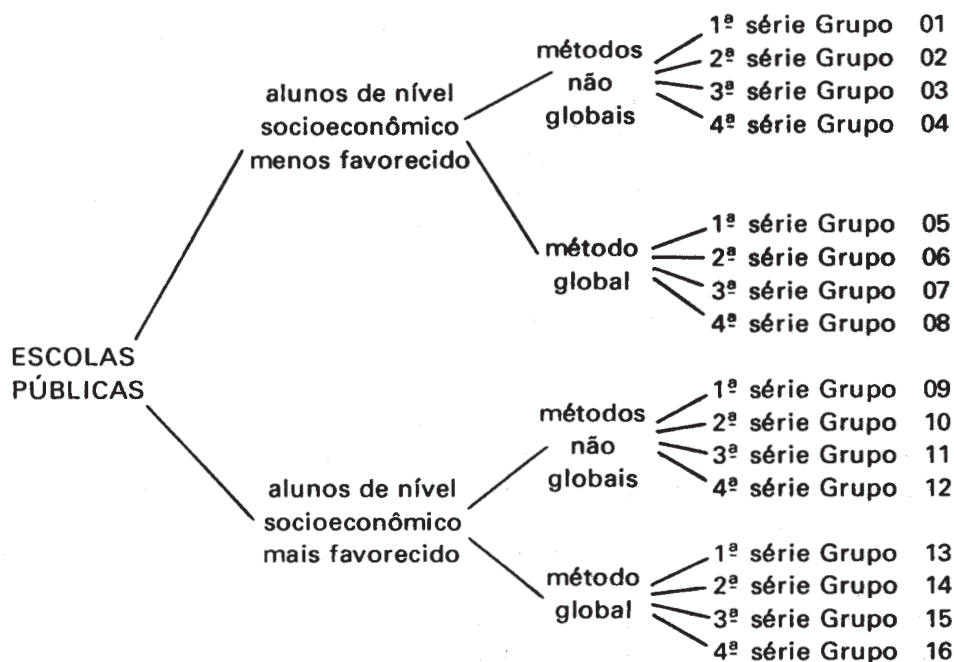 ESCOLAS
PÚBLICAS
alunos de nível
socioeconômico
menos favorecido
métodos
não
globais
1ª série Grupo 01
2ª série Grupo 02
3ª série Grupo 03
4ª série Grupo 04
método
global
1ª série Grupo 05
2ª série Grupo 06
3ª série Grupo 07
4ª série Grupo 08
alunos de nível
socioeconômico
mais favorecido
métodos
não
globais
1ª série Grupo 09
2ª série Grupo 10
3ª série Grupo 11
4ª série Grupo 12
método
global
1ª série Grupo 13
2ª série Grupo 14
3ª série Grupo 15
4ª série Grupo 16